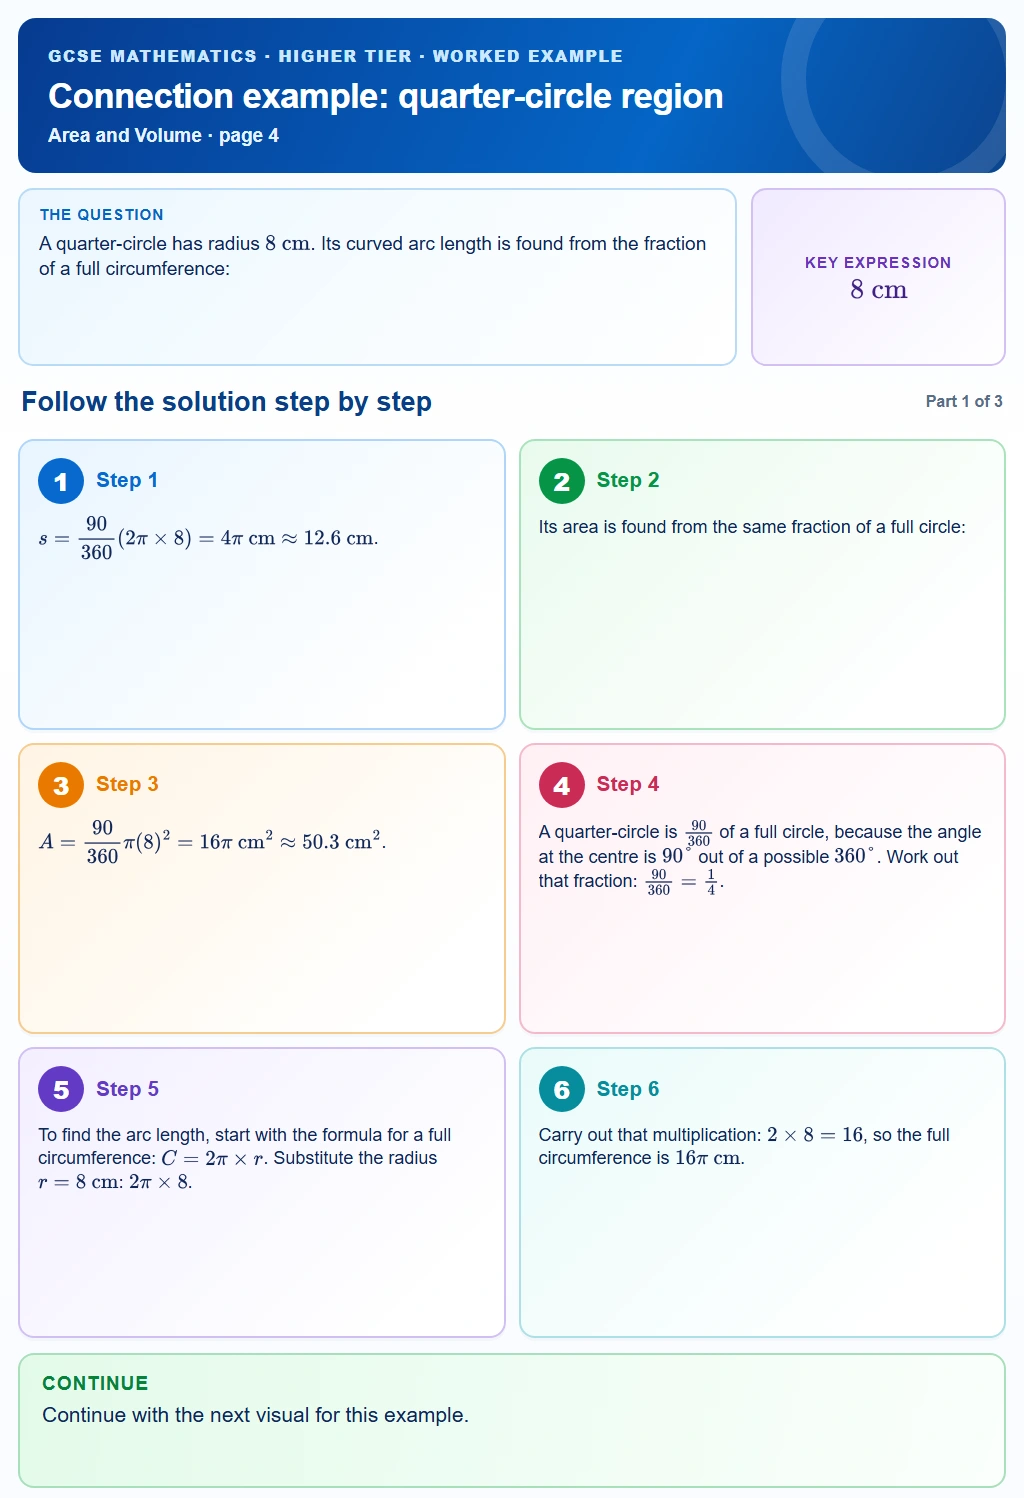 GCSE MATHEMATICS · HIGHER TIER · WORKED EXAMPLE
Connection example: quarter-circle region
Area and Volume · page 4
THE QUESTION
A quarter-circle has radius 8 cm. Its curved arc length is found from the fraction
of a full circumference:
KEY EXPRESSION
8 cm
Follow the solution step by step
Part 1 of 3
1 Step 1
s = 90/360 (2π × 8) = 4π cm ≈ 12.6 cm.
2 Step 2
Its area is found from the same fraction of a full circle:
3 Step 3
A = 90/360 π(8)² = 16π cm² ≈ 50.3 cm².
4 Step 4
A quarter-circle is 90/360 of a full circle, because the angle
at the centre is 90° out of a possible 360°. Work out
that fraction: 90/360 = 1/4.
5 Step 5
To find the arc length, start with the formula for a full
circumference: C = 2π × r. Substitute the radius
r = 8 cm: 2π × 8.
6 Step 6
Carry out that multiplication: 2 × 8 = 16, so the full
circumference is 16π cm.
CONTINUE
Continue with the next visual for this example.